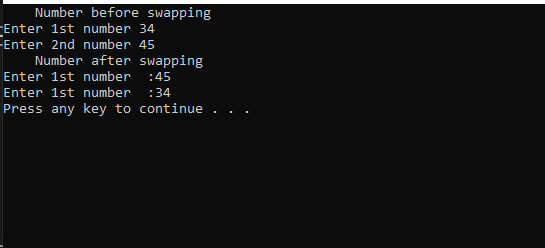 Number before swapping
Enter 1st number 34
Enter 2nd number 45
Number after swapping
Enter 1st number  :45
Enter 1st number  :34
Press any key to continue . . .